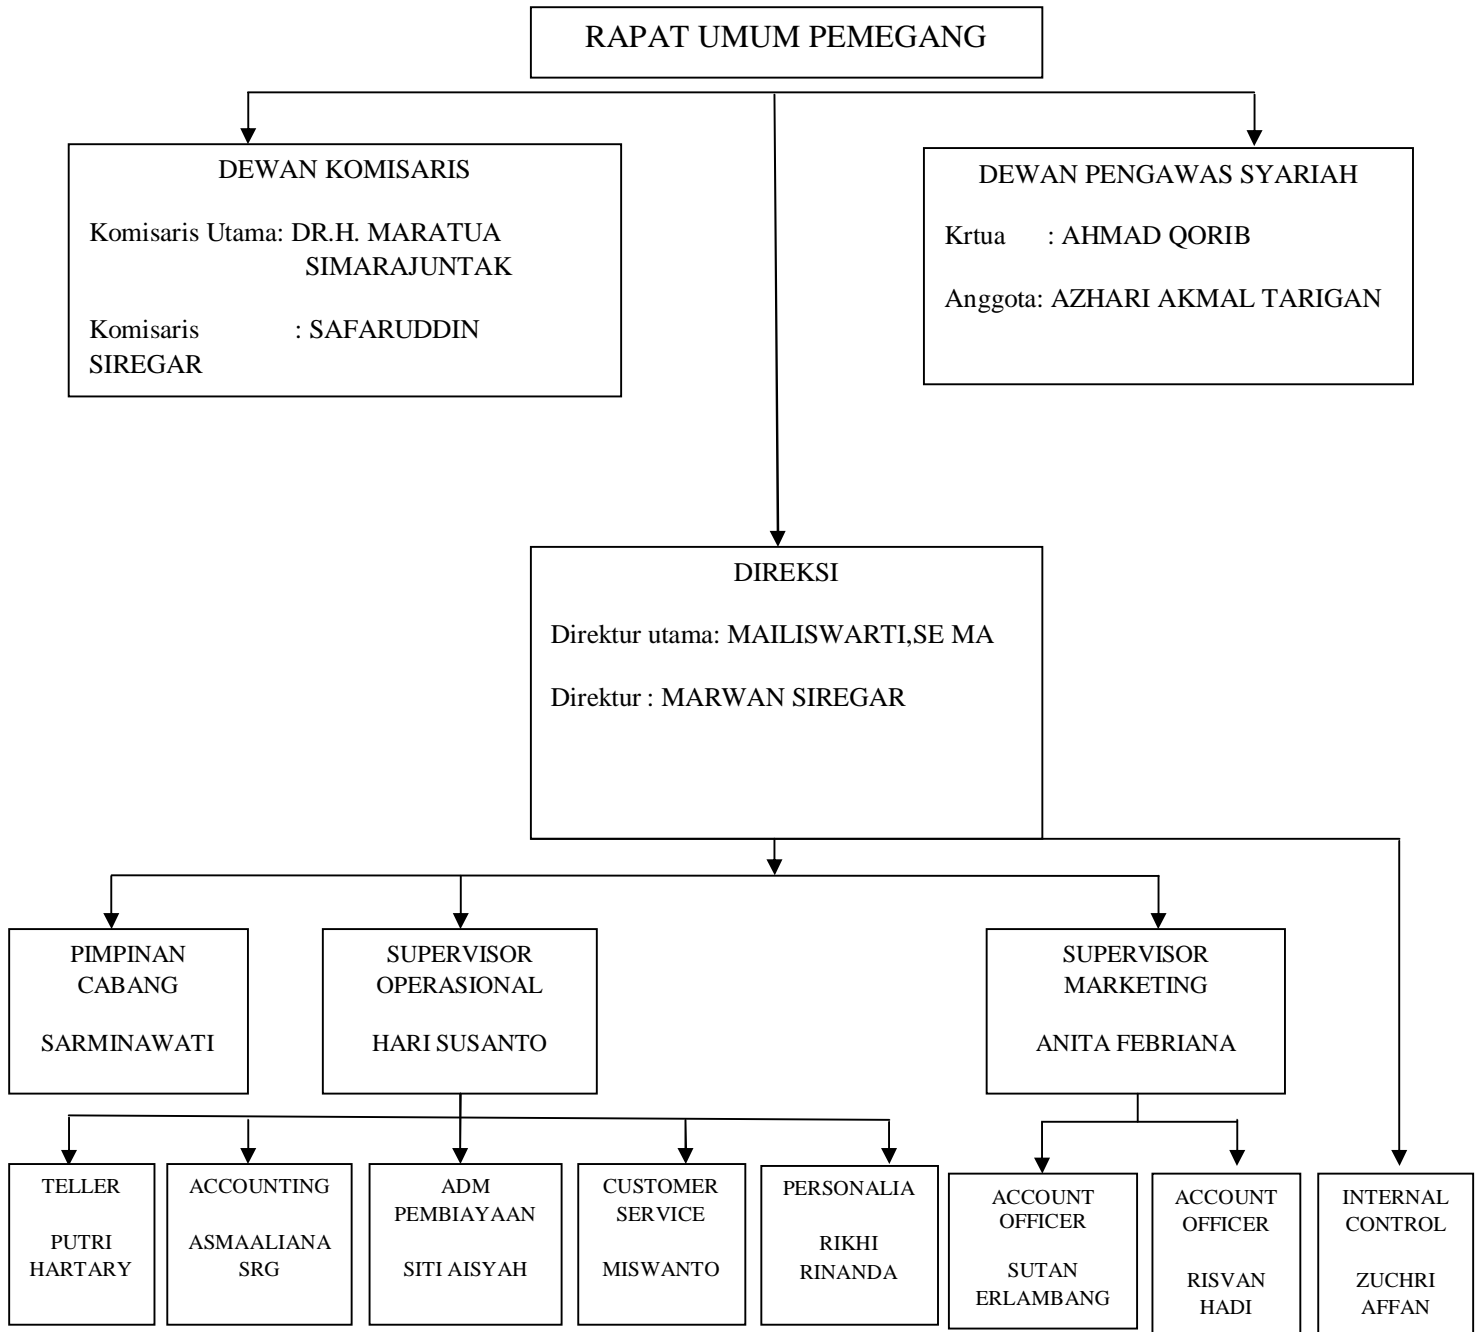 RAPAT UMUM PEMEGANG
DEWAN KOMISARIS
Komisaris Utama: DR.H. MARATUA
SIMARAJUNTAK
Komisaris : SAFARUDDIN
SIREGAR
DEWAN PENGAWAS SYARIAH
Krtua : AHMAD QORIB
Anggota: AZHARI AKMAL TARIGAN
DIREKSI
Direktur utama: MAILISWARTI,SE MA
Direktur : MARWAN SIREGAR
PIMPINAN
CABANG
SARMINAWATI
SUPERVISOR
OPERASIONAL
HARI SUSANTO
SUPERVISOR
MARKETING
ANITA FEBRIANA
TELLER
PUTRI
HARTARY
ACCOUNTING
ASMAALIANA
SRG
ADM
PEMBIAYAAN
SITI AISYAH
CUSTOMER
SERVICE
MISWANTO
PERSONALIA
RIKHI
RINANDA
ACCOUNT
OFFICER
SUTAN
ERLAMBANG
ACCOUNT
OFFICER
RISVAN
HADI
INTERNAL
CONTROL
ZUCHRI
AFFAN